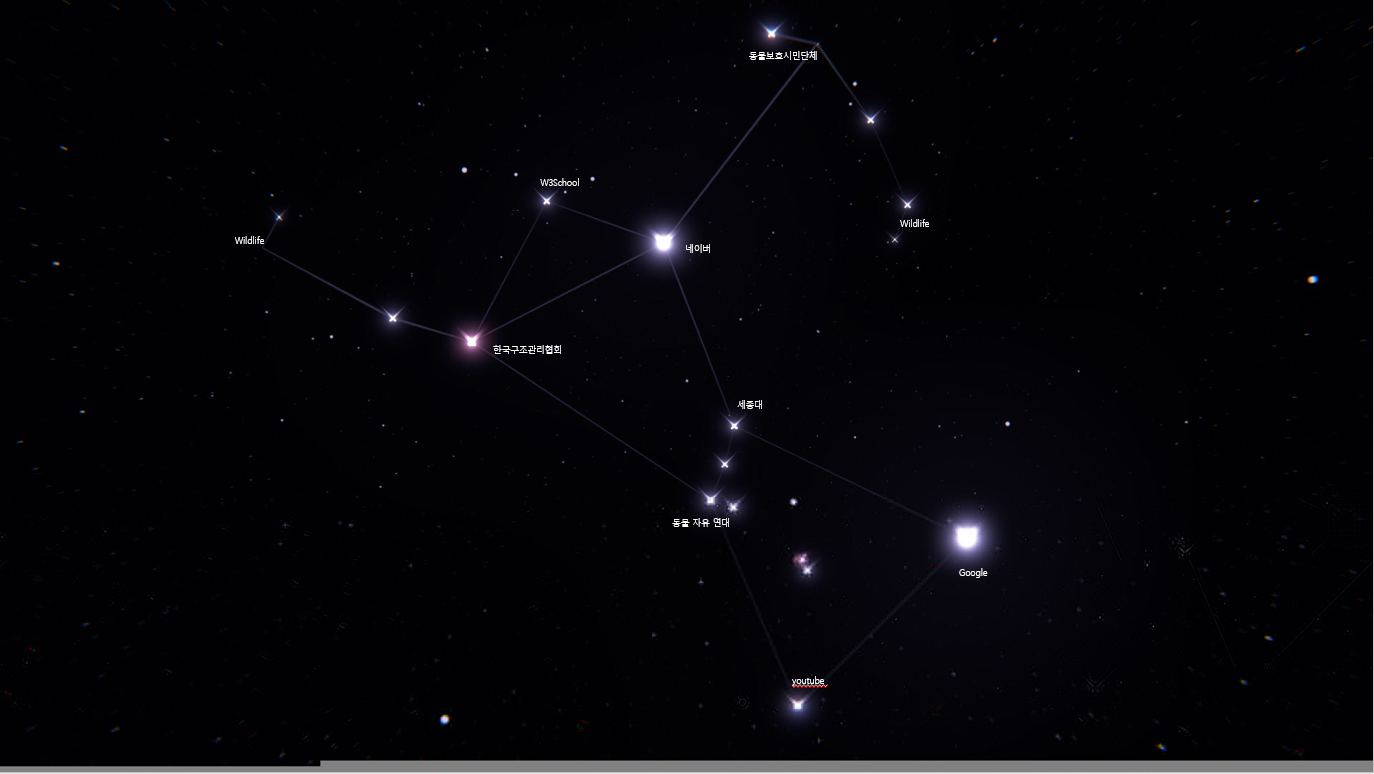 동물보호시민단체
W3School
Wildlife
Wildlife
네이버
한국구조관리협회
세종대
동물 자유 연대
Google
youtube